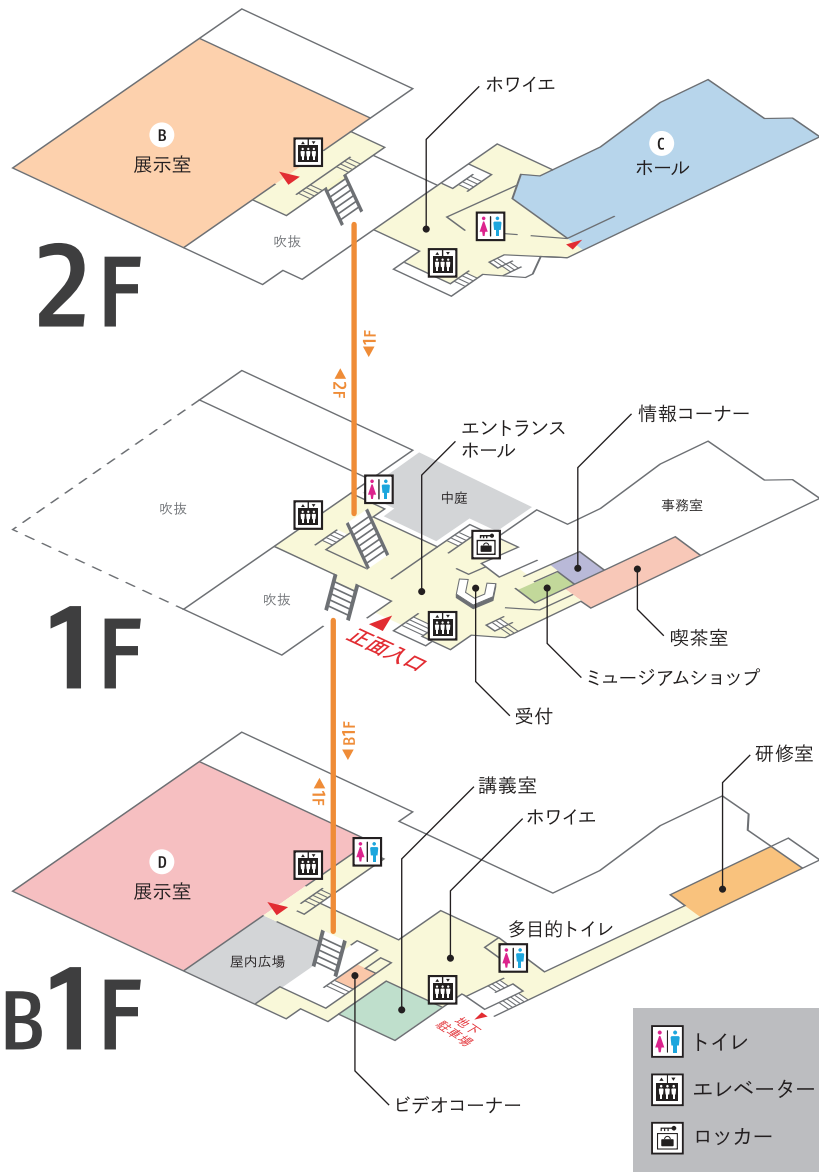 ホワイエ
B
展示室
C
ホール
吹抜
2F
◀1F
◀2F
エントランス
ホール
情報コーナー
中庭
事務室
吹抜
吹抜
1F
正面入口
喫茶室
ミュージアムショップ
受付
◀B1F
◀1F
研修室
講義室
ホワイエ
D
展示室
多目的トイレ
屋内広場
B1F
地下
駐車場
ビデオコーナー
トイレ
エレベーター
ロッカー